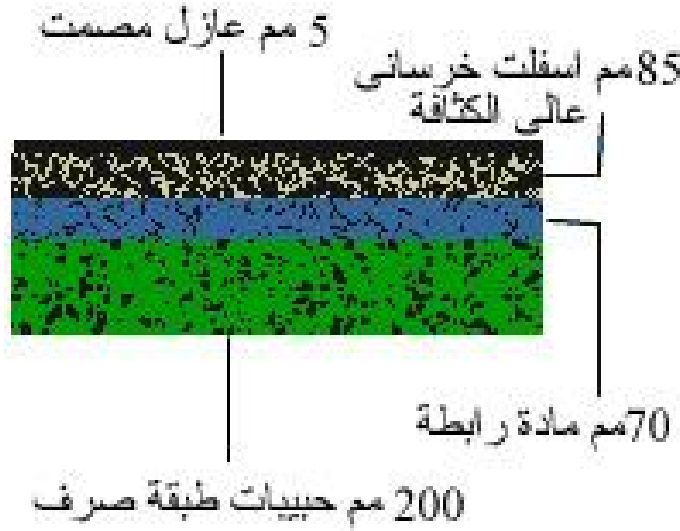 5 مم عازل مصمت
85مم اسفلت خرسانى
عالى الكثافة
70مم مادة رابطة
200 مم حبيبات طبقة صرف